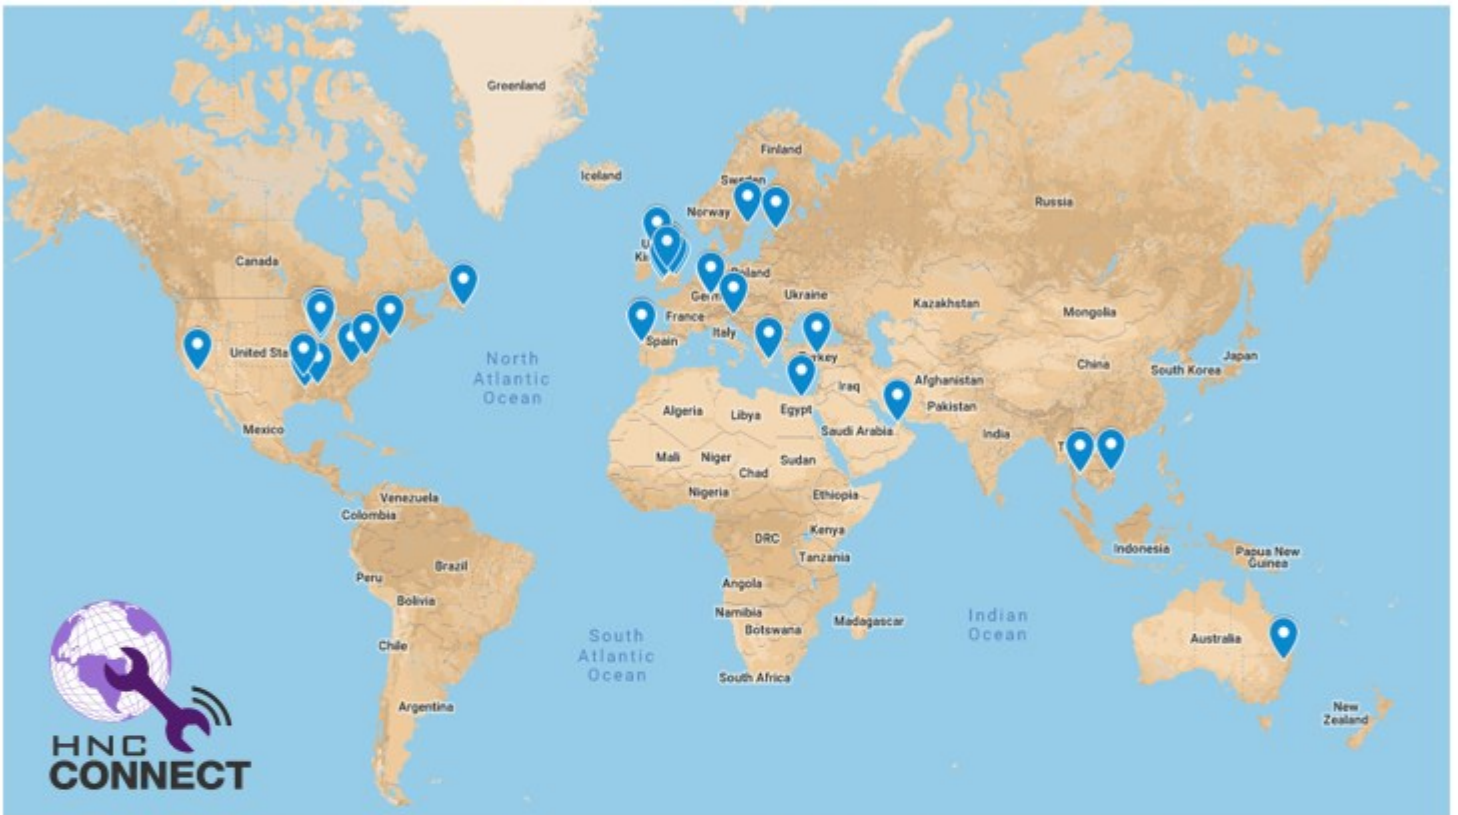 Greenland
Finland
Iceland
Sweden
Russia
Norway
Canada
Poland
Ukraine
Kazakhstan
Mongolia
France
Italy
Spain
United Sta
North
Atlantic
Ocean
Turkey
Japan
South Korea
China
Iraq
Afghanistan
Pakistan
Algeria
Libya
Egypt
Saudi Arabia
India
Mexico
Mali
Niger
Chad
Sudan
Nigeria
Ethiopia
Venezuela
Colombia
DRC
Kenya
Tanzania
Indonesia
Papua New
Guinea
Brazil
Peru
Bolivia
Angola
Namibia
Botswana
Madagascar
Indian
Ocean
South
Atlantic
Ocean
Australia
Chile
South Africa
Argentina
New
Zealand
HNC
CONNECT